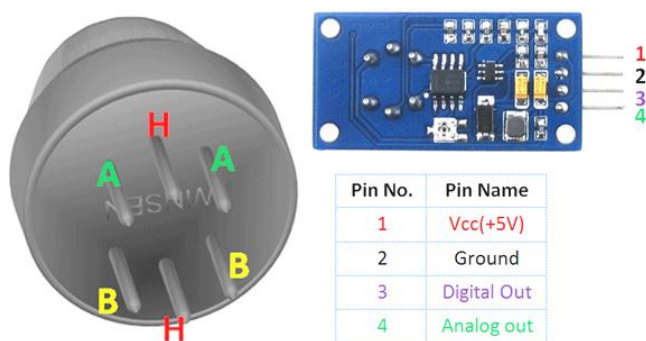 H
A
A
WINSEN
B
B
H
1
2
3
4
Pin No. Pin Name
1 Vcc(+5V)
2 Ground
3 Digital Out
4 Analog out